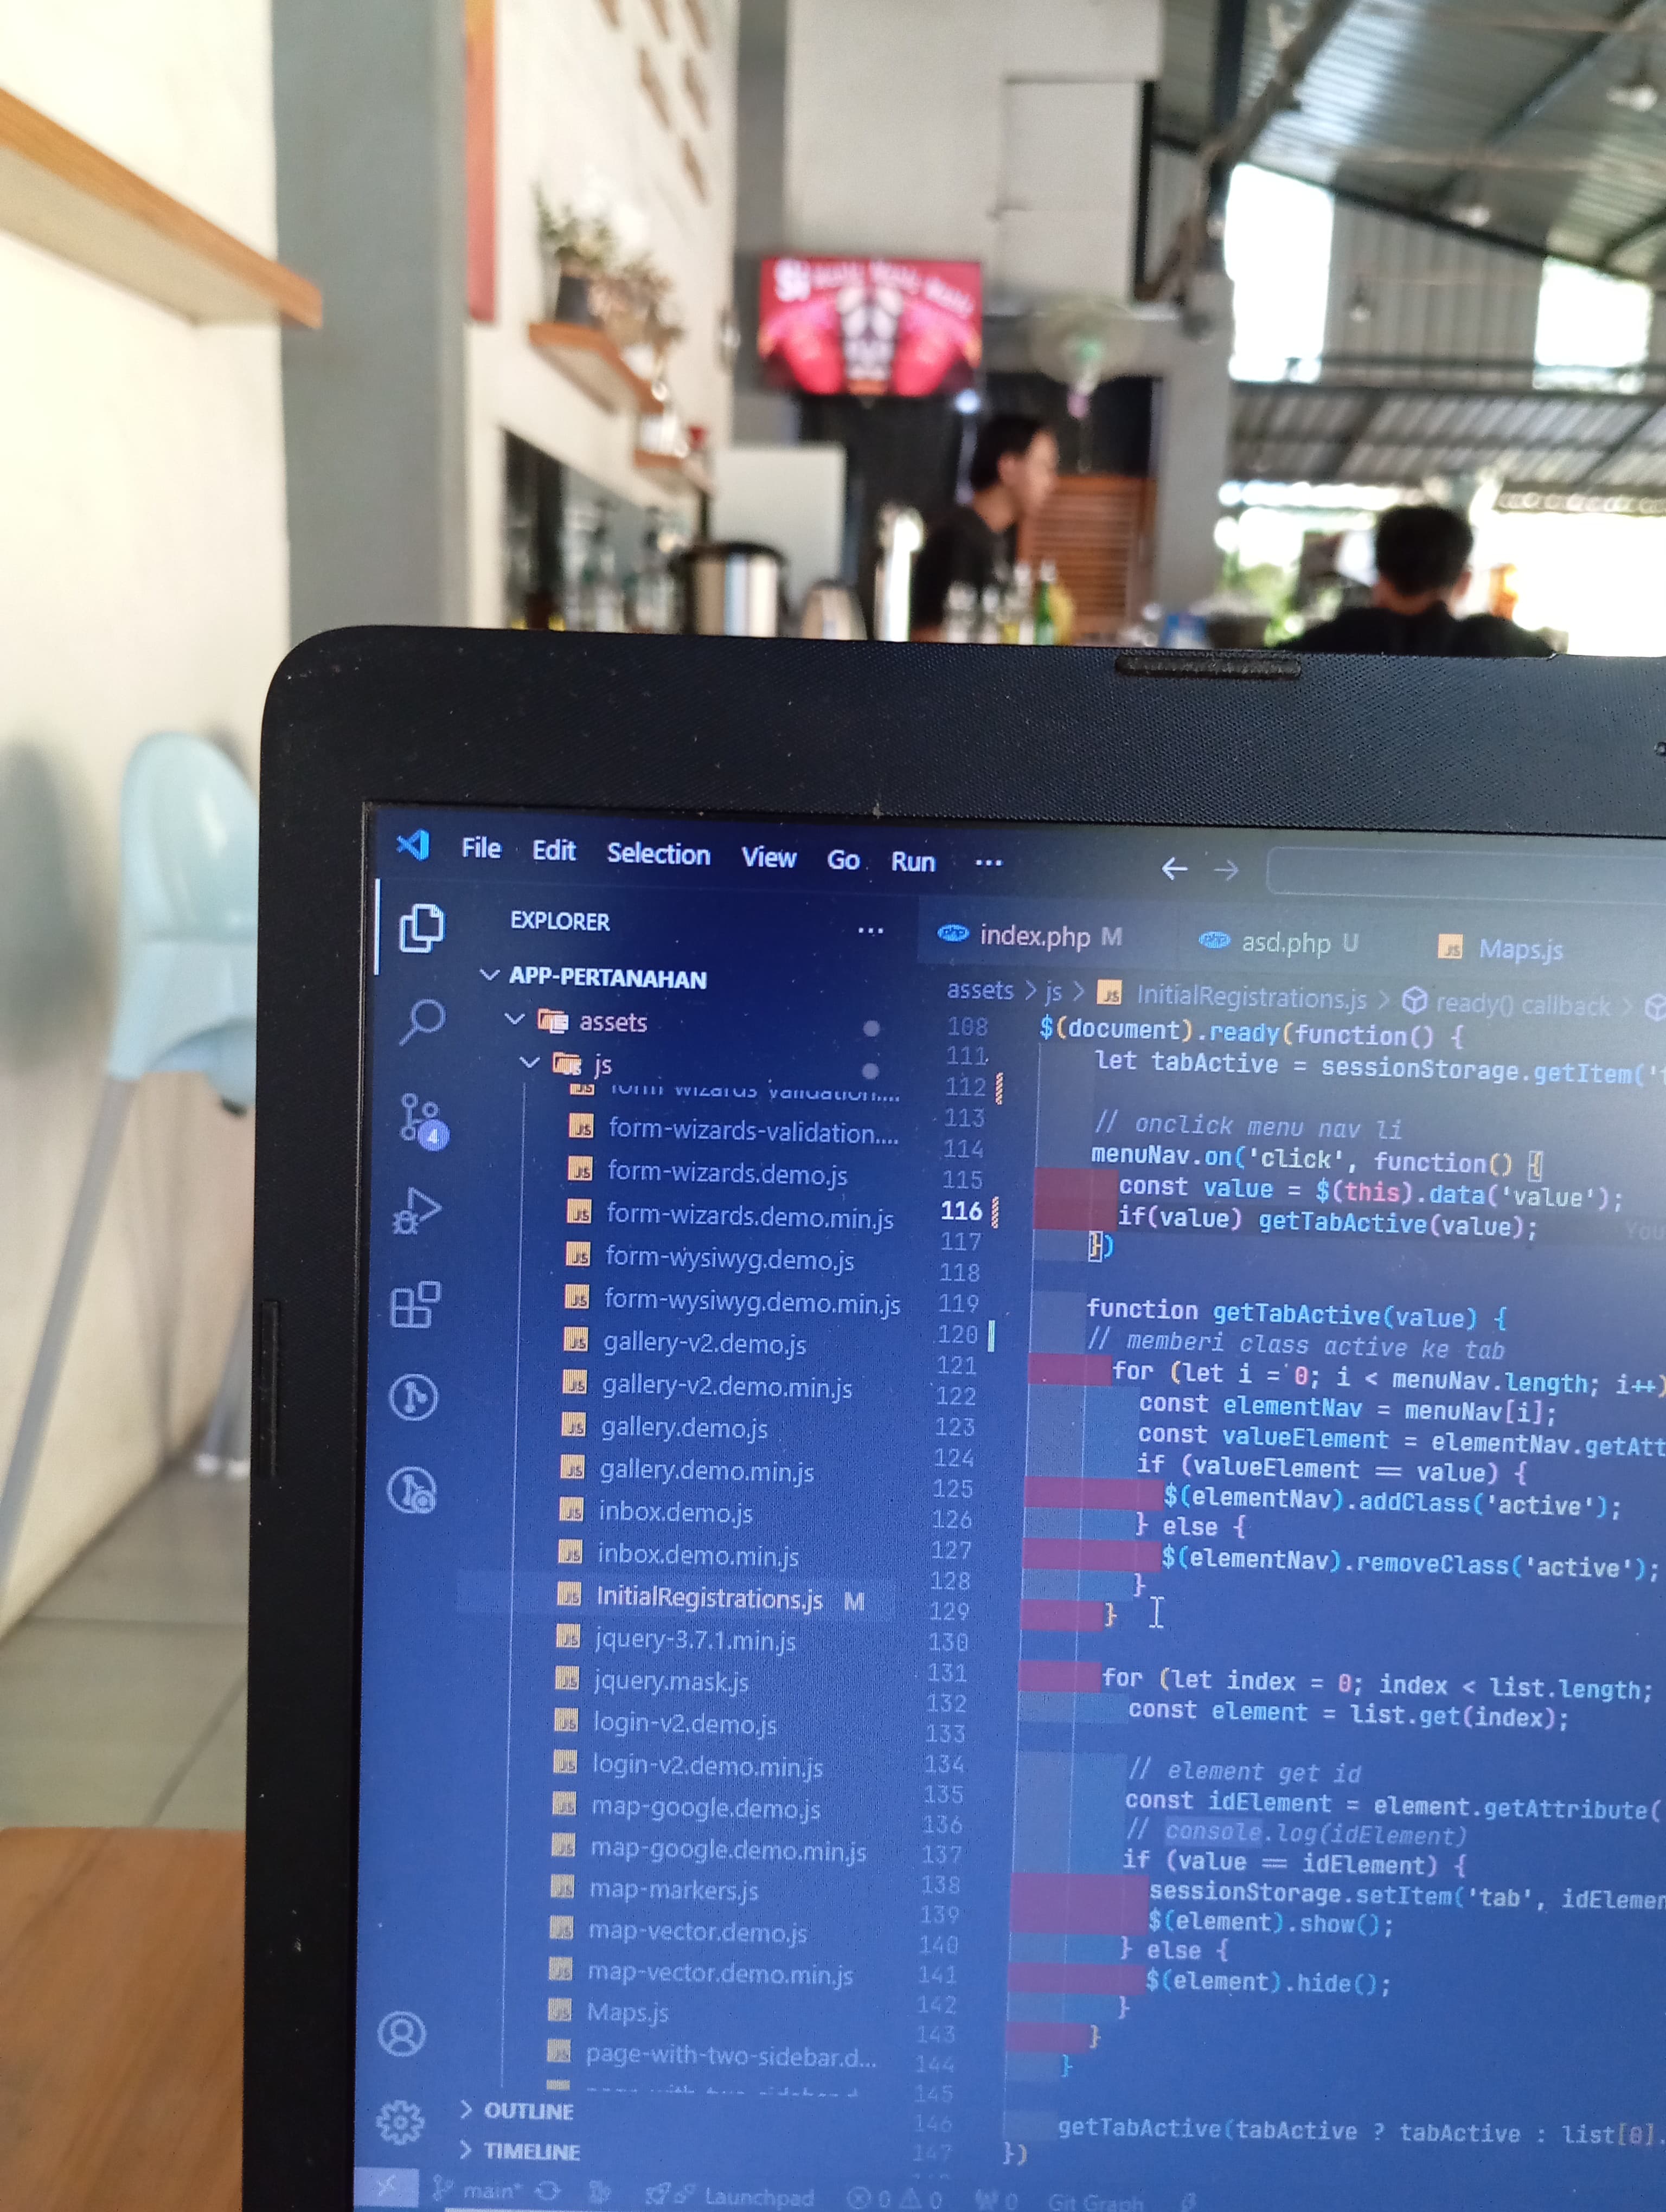 File Edit Selection View Go Run ...
EXPLORER ...
APP-PERTANAHAN
assets
js
form-wizards-validation....
form-wizards.demo.js
form-wizards.demo.min.js
form-wysiwyg.demo.js
form-wysiwyg.demo.min.js
gallery-v2.demo.js
gallery-v2.demo.min.js
gallery.demo.js
gallery.demo.min.js
inbox.demo.js
inbox.demo.min.js
InitialRegistrations.js M
jquery-3.7.1.min.js
jquery.mask.js
login-v2.demo.js
login-v2.demo.min.js
map-google.demo.js
map-google.demo.min.js
map-markers.js
map-vector.demo.js
map-vector.demo.min.js
Maps.js
page-with-two-sidebar.d...
OUTLINE
TIMELINE
index.php M asd.php U Maps.js
assets > js > JS InitialRegistrations.js > ready() callback >
108 $(document).ready(function() {
111 let tabActive = sessionStorage.getItem('
112
113 // onclick menu nav li
114 menuNav.on('click', function() {
115 const value = $(this).data('value');
116 if(value) getTabActive(value); You
117 })
118
119 function getTabActive(value) {
120 // memberi class active ke tab
121 for (let i = 0; i < menuNav.length; i++)
122 const elementNav = menuNav[i];
123 const valueElement = elementNav.getAtt
124 if (valueElement == value) {
125 $(elementNav).addClass('active');
126 } else {
127 $(elementNav).removeClass('active');
128 }
129 }
130
131 for (let index = 0; index < list.length;
132 const element = list.get(index);
133
134 // element get id
135 const idElement = element.getAttribute(
136 // console.log(idElement)
137 if (value == idElement) {
138 sessionStorage.setItem('tab', idElemen
139 $(element).show();
140 } else {
141 $(element).hide();
142 }
143 }
144 }
145
146 getTabActive(tabActive ? tabActive : list[0].
147 })
main* Launchpad 0 0 0 Git Graph